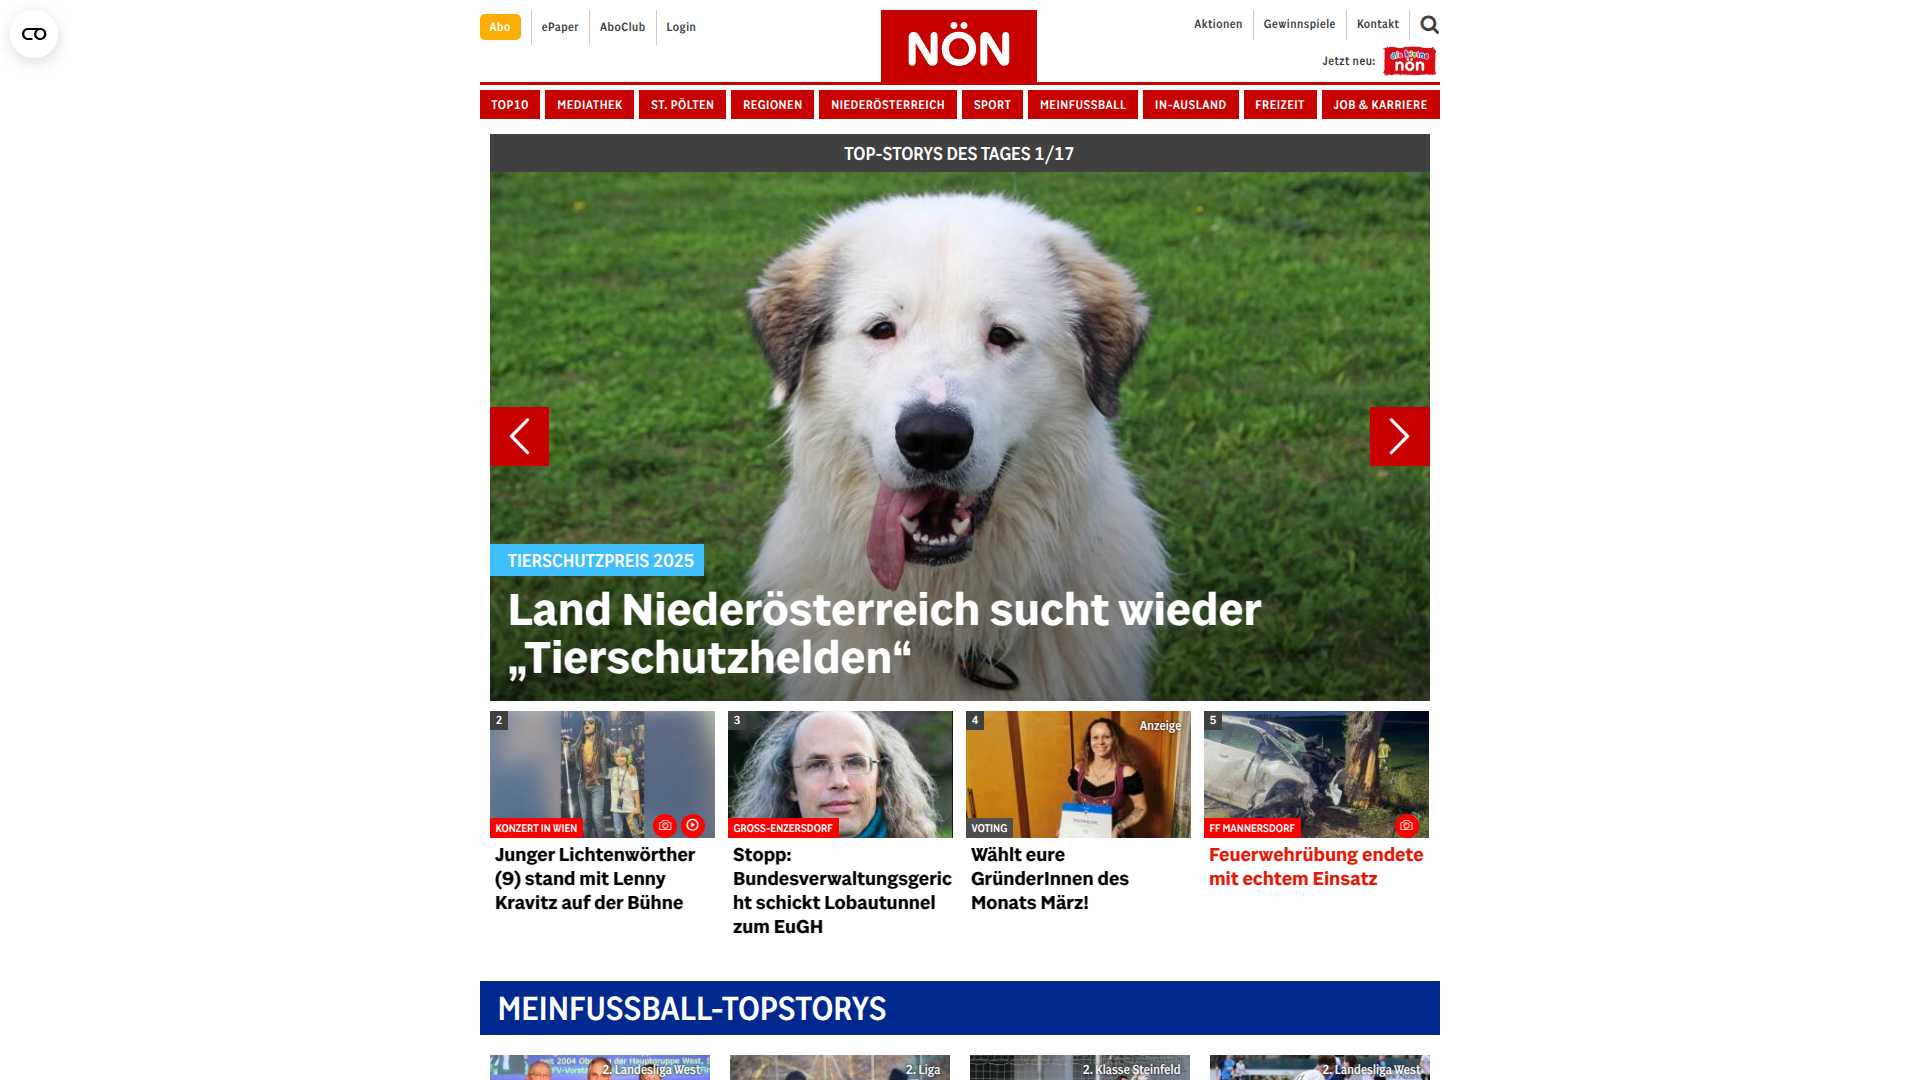 Abo
ePaper
AboClub
Login
NÖN
Aktionen
Gewinnspiele
Kontakt
Jetzt neu:
die kleine
nön
TOP10
MEDIATHEK
ST. PÖLTEN
REGIONEN
NIEDERÖSTERREICH
SPORT
MEINFUSSBALL
IN-AUSLAND
FREIZEIT
JOB & KARRIERE
TOP-STORYS DES TAGES 1/17
TIERSCHUTZPREIS 2025
Land Niederösterreich sucht wieder
„Tierschutzhelden“
2
KONZERT IN WIEN
Junger Lichtenwörther
(9) stand mit Lenny
Kravitz auf der Bühne
3
GROSS-ENZERSDORF
Stopp:
Bundesverwaltungsgeric
ht schickt Lobautunnel
zum EuGH
4
Anzeige
VOTING
Wählt eure
GründerInnen des
Monats März!
5
FF MANNERSDORF
Feuerwehrübung endete
mit echtem Einsatz
MEINFUSSBALL-TOPSTORYS
2. Landesliga West
2. Liga
2. Klasse Steinfeld
2. Landesliga West